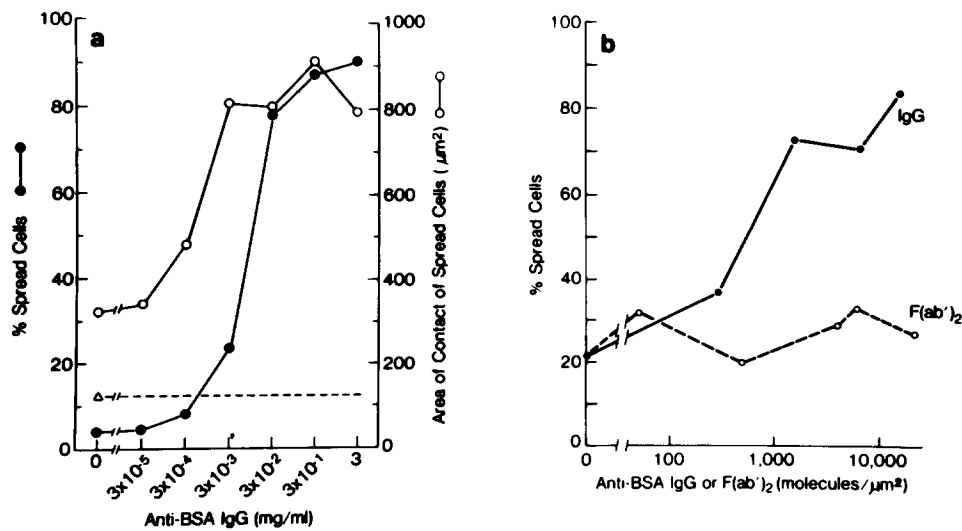 a
100
80
60
40
20
0
% Spread Cells
1000
800
600
400
200
0
Area of Contact of Spread Cells (μm²)
0
3x10⁻⁵
3x10⁻⁴
3x10⁻³
3x10⁻²
3x10⁻¹
3
Anti-BSA IgG (mg/ml)
b
100
80
60
40
20
0
% Spread Cells
IgG
F(ab')₂
0
100
1,000
10,000
Anti-BSA IgG or F(ab')₂ (molecules/μm²)